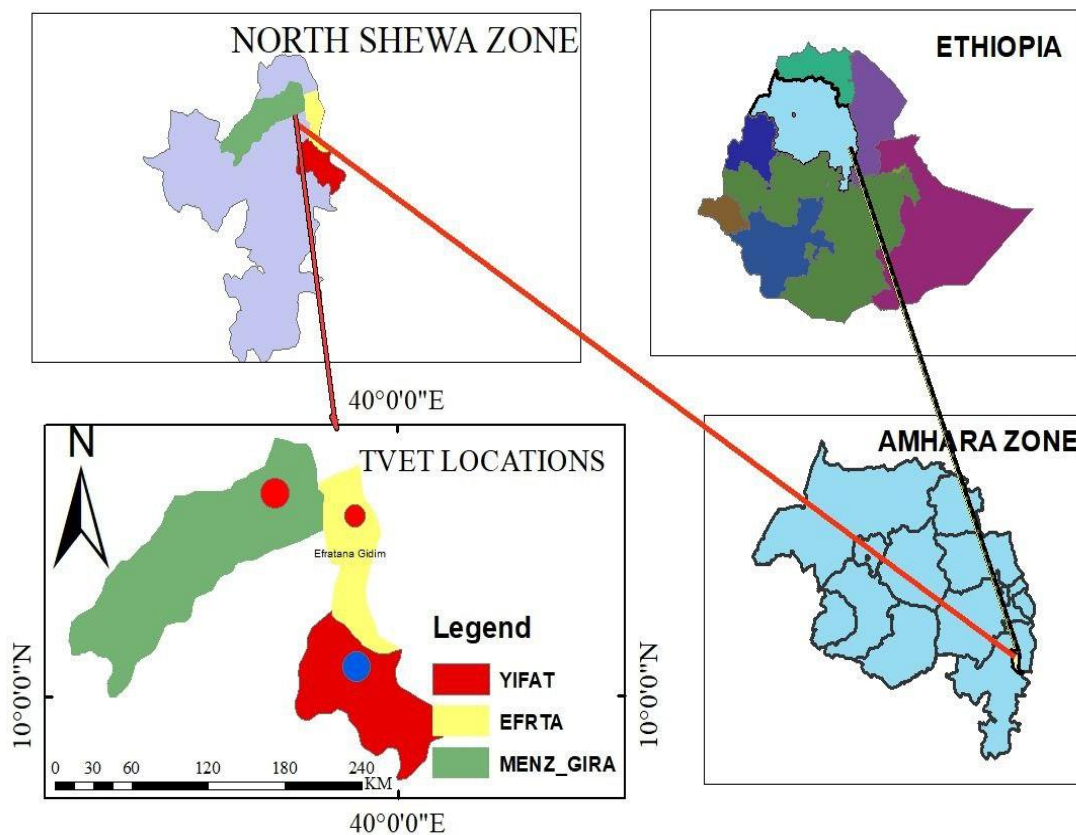 NORTH SHEWA ZONE
ETHIOPIA
40°0'0"E
N
TVET LOCATIONS
AMHARA ZONE
Efratana Gidim
Legend
YIFAT
EFRTA
MENZ_GIRA
10°0'0"N
10°0'0"N
0 15 30 60 120 180 240
KM
40°0'0"E